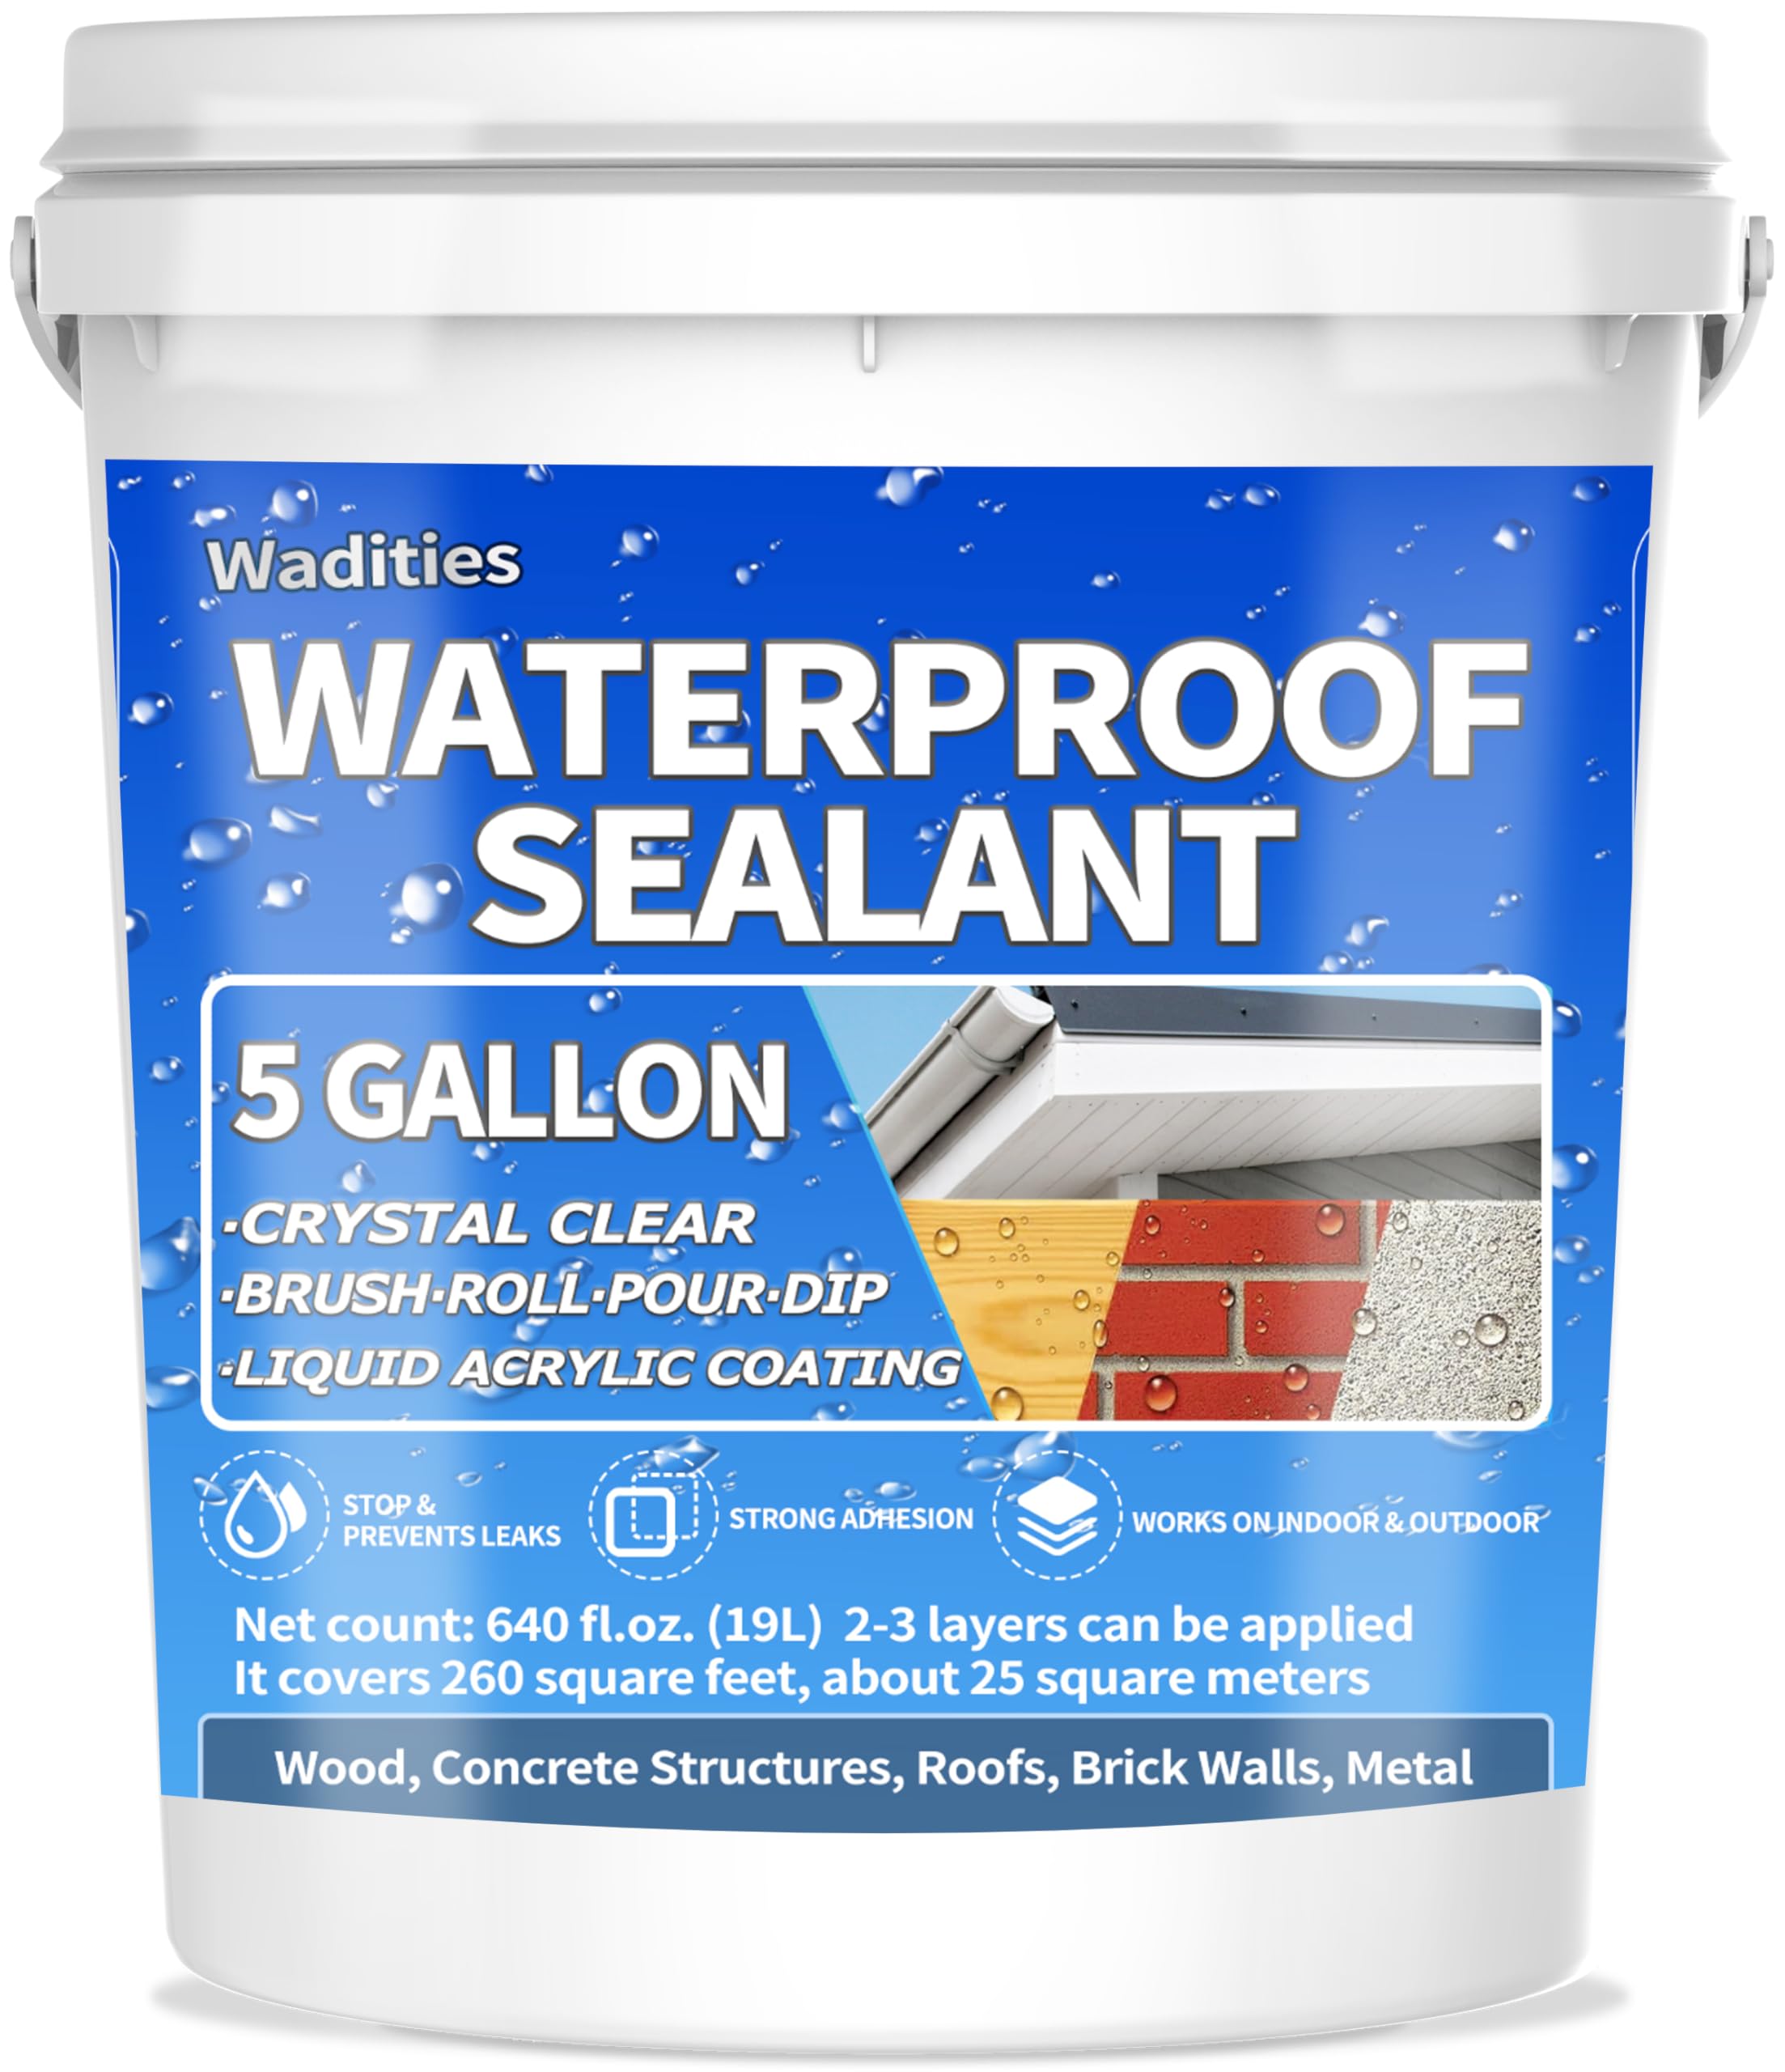 Wadities
WATERPROOF
SEALANT
5 GALLON
·CRYSTAL CLEAR
·BRUSH·ROLL·POUR·DIP
·LIQUID ACRYLIC COATING
STOP &
PREVENTS LEAKS
STRONG ADHESION
WORKS ON INDOOR & OUTDOOR
Net count: 640 fl.oz. (19L) 2-3 layers can be applied
It covers 260 square feet, about 25 square meters
Wood, Concrete Structures, Roofs, Brick Walls, Metal